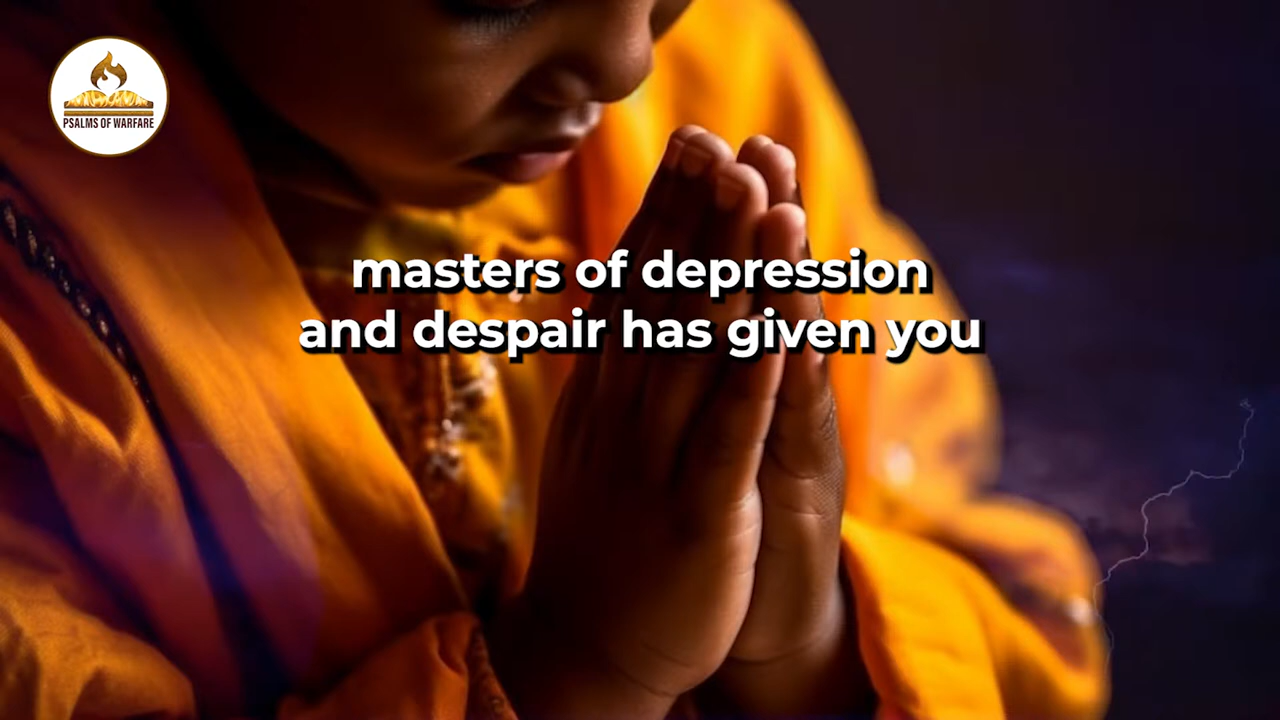 PSALMS OF WARFARE
masters of depression
and despair has given you